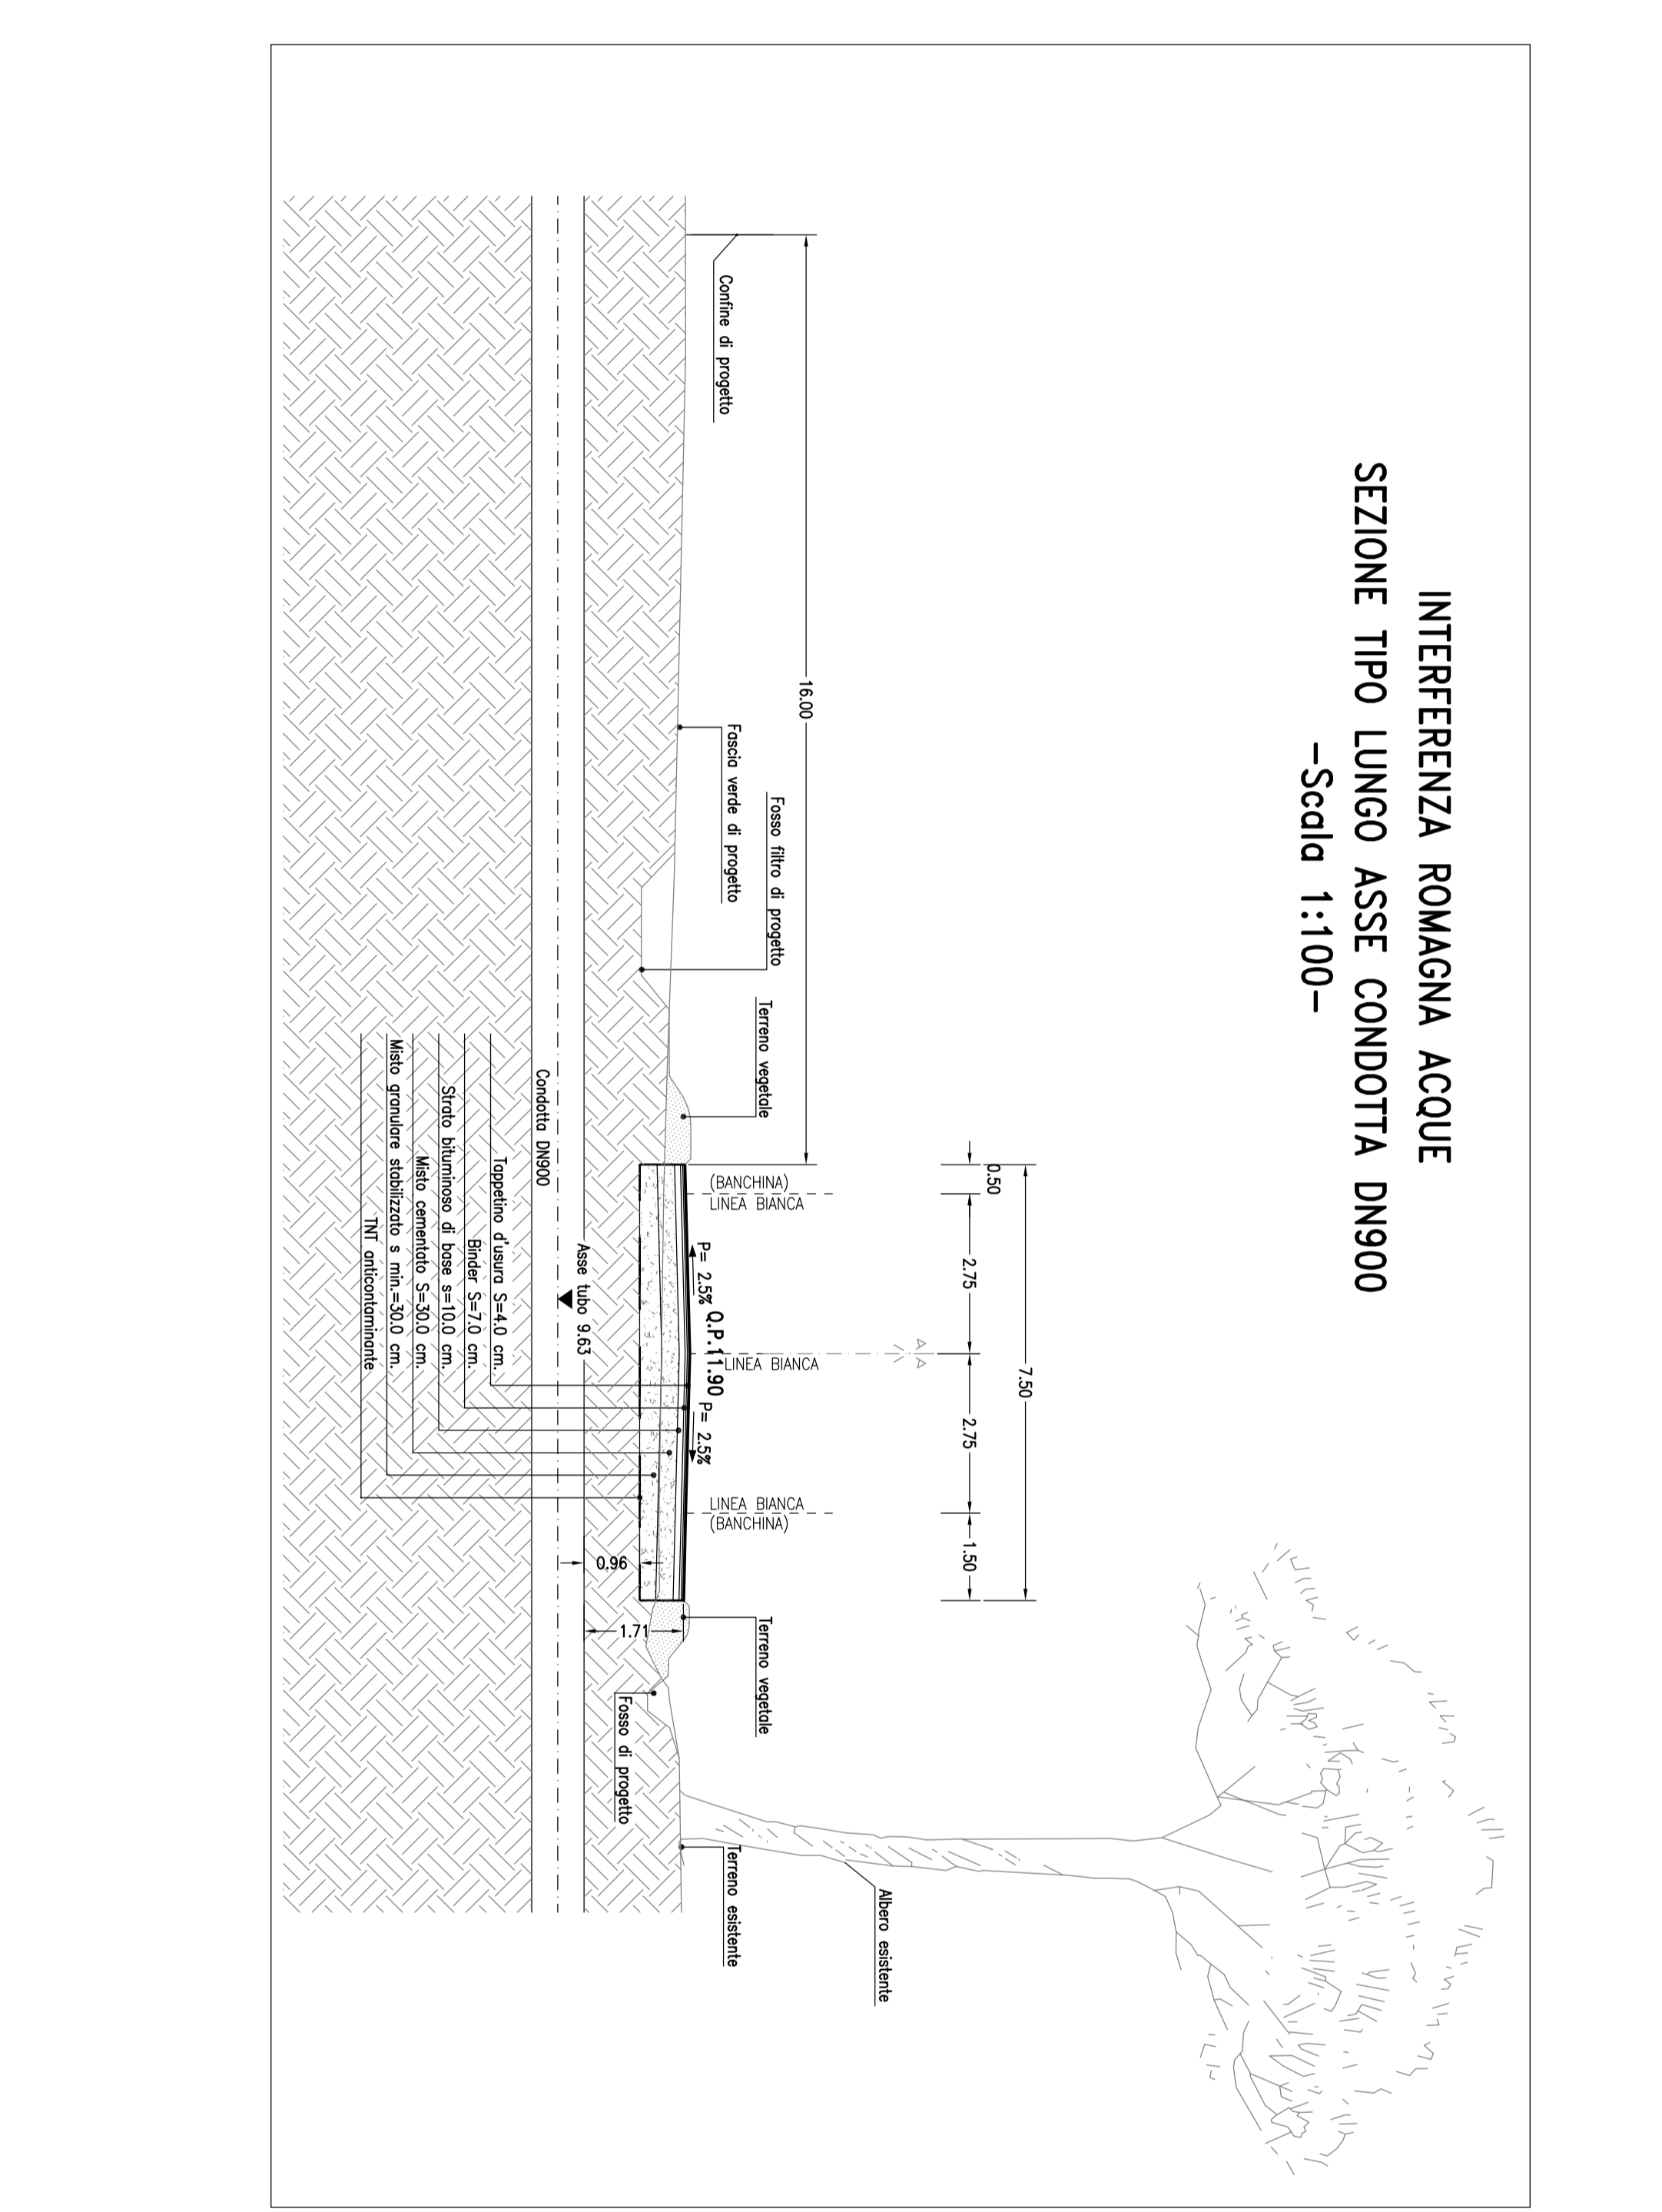 INTERFERENZA ROMAGNA ACQUE
SEZIONE TIPO LUNGO ASSE CONDOTTA DN900
-Scala 1:100-
7.50
0.50
2.75
2.75
1.50
16.00
Albero esistente
Confine di progetto
Fascia verde di progetto
Fosso filtro di progetto
Terreno vegetale
(BANCHINA)
LINEA BIANCA
LINEA BIANCA
LINEA BIANCA
(BANCHINA)
Terreno vegetale
Terreno esistente
P= 2.5%
Q.P.11.90
P= 2.5%
0.96
1.71
Fosso di progetto
Asse tubo 9.63
Condotta DN900
Tappetino d'usura S=4.0 cm.
Binder S=7.0 cm.
Strato bituminoso di base s=10.0 cm.
Misto cementato S=30.0 cm.
Misto granulare stabilizzato s min.=30.0 cm.
TNT anticontaminante